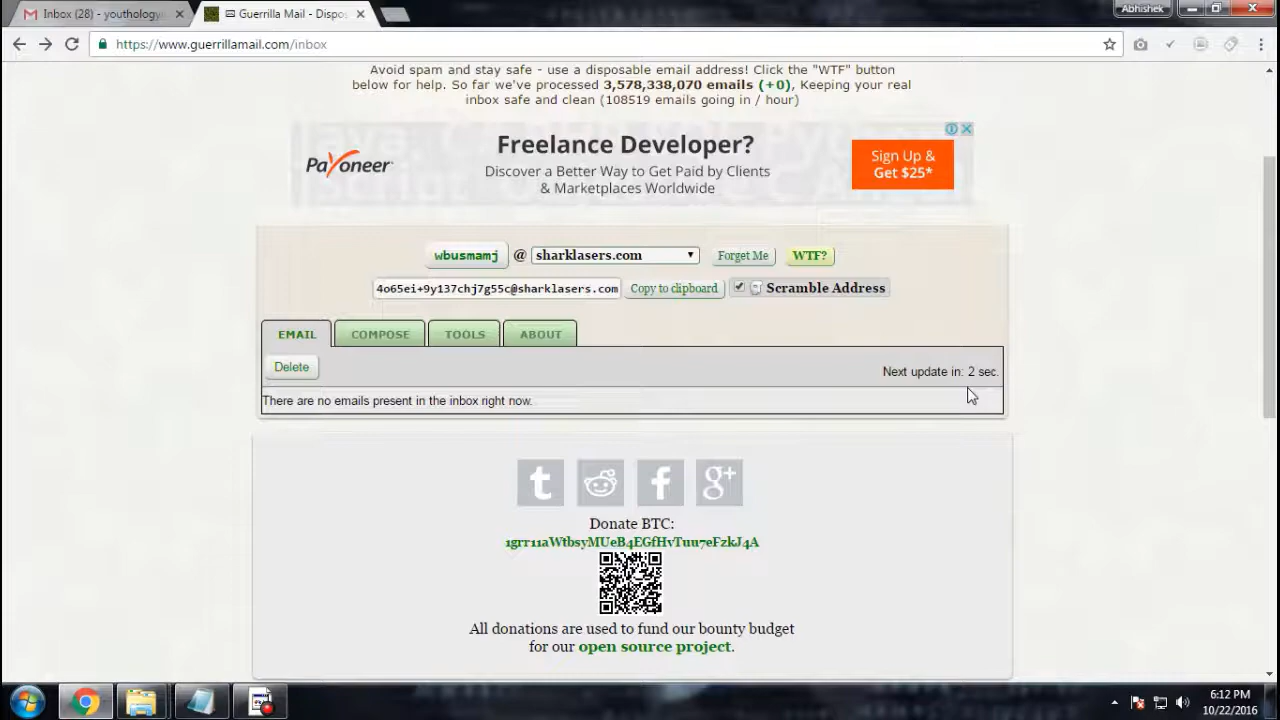 Inbox (28) - youthology
Guerrilla Mail - Dispos
Abhishek
https://www.guerrillamail.com/inbox
Avoid spam and stay safe - use a disposable email address! Click the "WTF" button
below for help. So far we've processed 3,578,338,070 emails (+0), Keeping your real
inbox safe and clean (108519 emails going in / hour)
Payoneer
Freelance Developer?
Discover a Better Way to Get Paid by Clients
& Marketplaces Worldwide
Sign Up &
Get $25*
wbusmamj @ sharklasers.com Forget Me WTF?
4o65ei+9y137chj7g55c@sharklasers.com Copy to clipboard Scramble Address
EMAIL COMPOSE TOOLS ABOUT
Delete
Next update in: 2 sec.
There are no emails present in the inbox right now.
Donate BTC:
1grr11aWtbsyMUeB4EGfHvTuu7eFzkJ4A
All donations are used to fund our bounty budget
for our open source project.
6:12 PM
10/22/2016